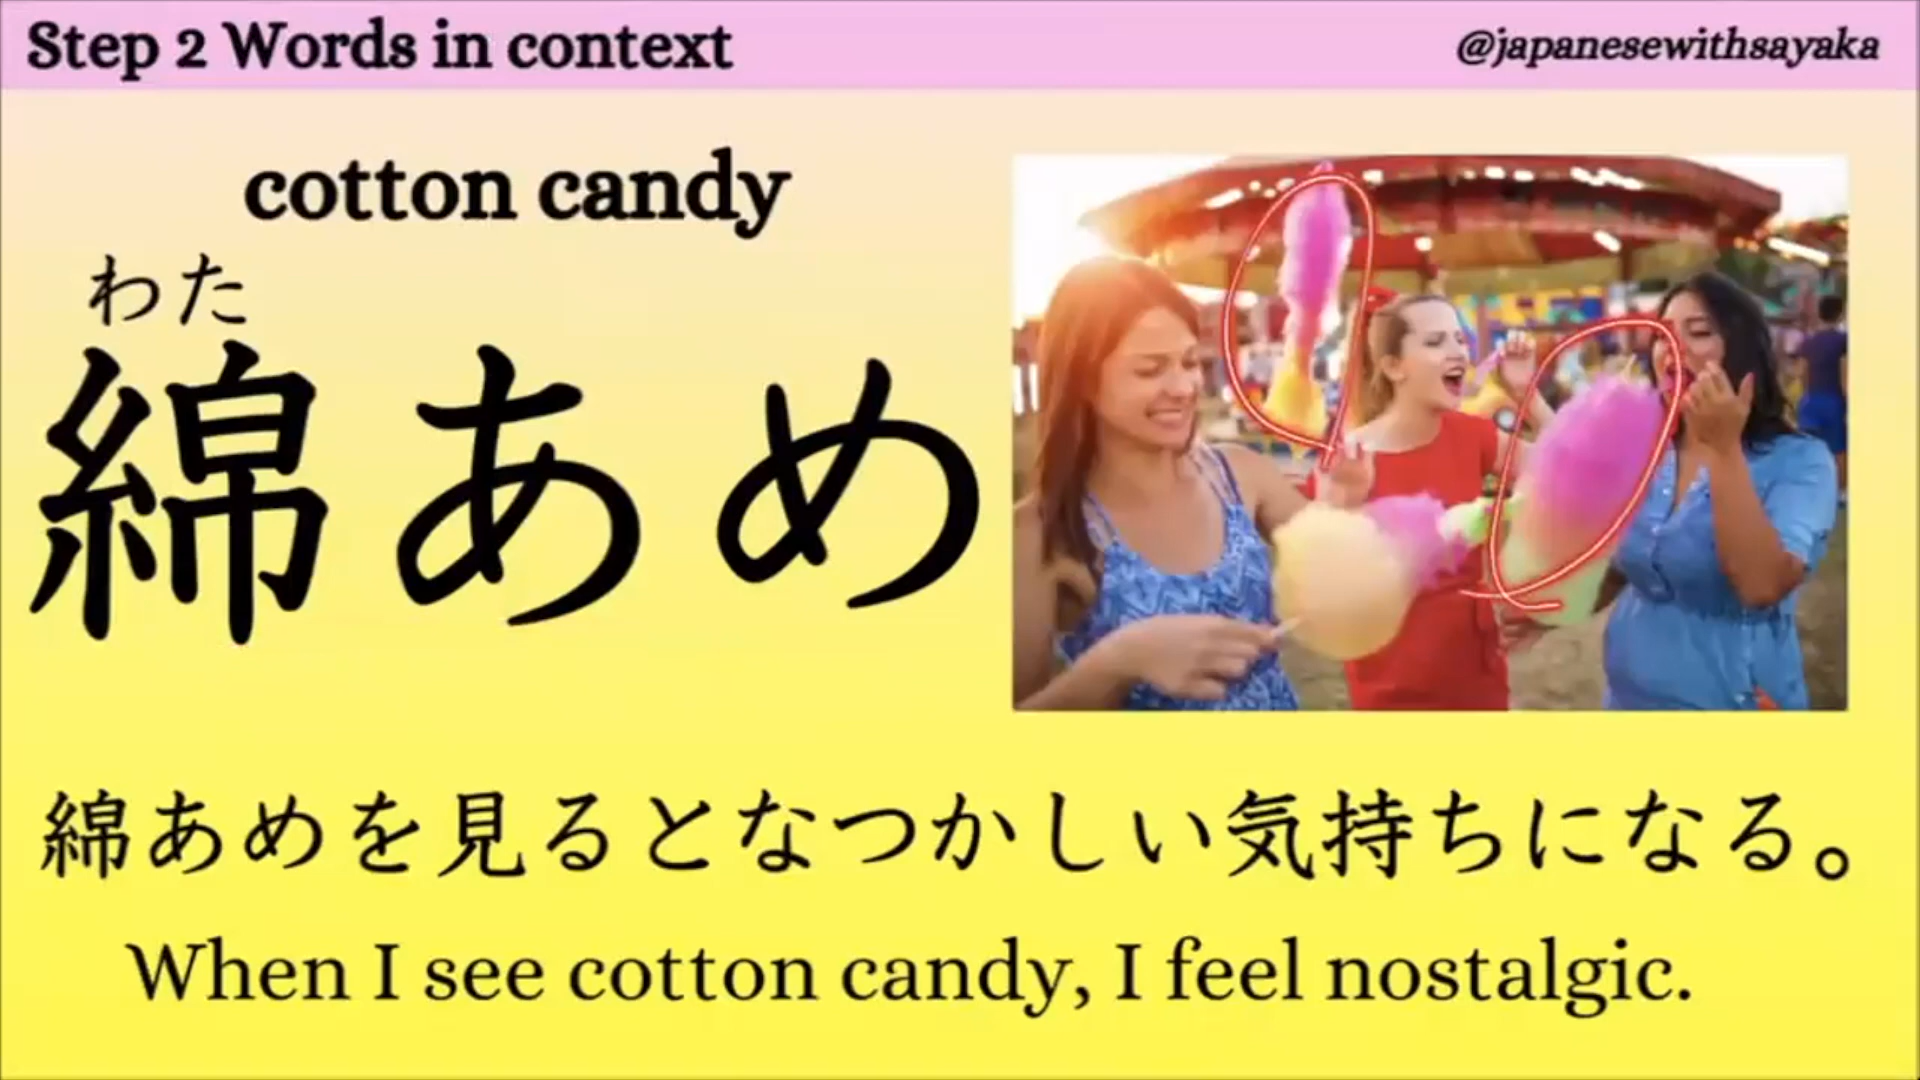 Step 2 Words in context
@japanesewithsayaka
cotton candy
わた
綿あめ
綿あめを見るとなつかしい気持ちになる。
When I see cotton candy, I feel nostalgic.